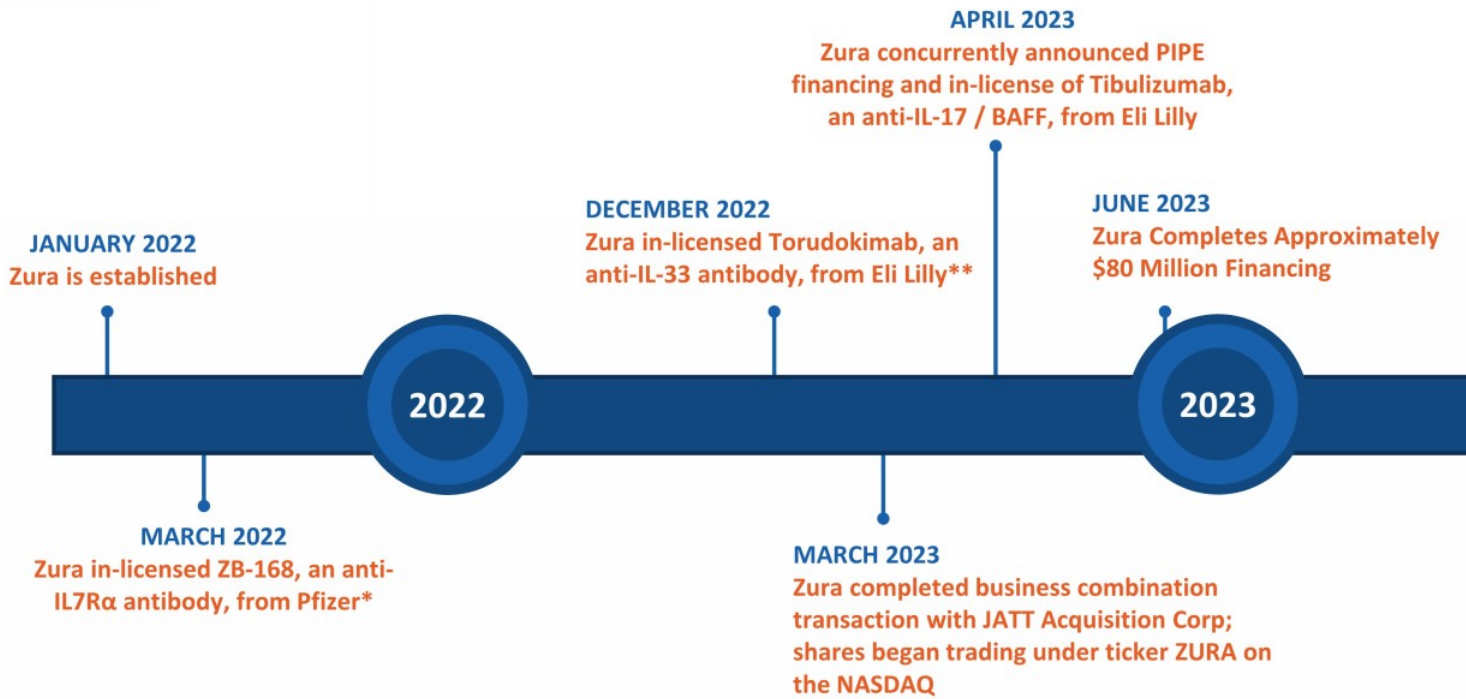 JANUARY 2022
Zura is established
MARCH 2022
Zura in-licensed ZB-168, an anti-
IL7Rα antibody, from Pfizer*
2022
DECEMBER 2022
Zura in-licensed Torudokimab, an
anti-IL-33 antibody, from Eli Lilly**
MARCH 2023
Zura completed business combination
transaction with JATT Acquisition Corp;
shares began trading under ticker ZURA on
the NASDAQ
APRIL 2023
Zura concurrently announced PIPE
financing and in-license of Tibulizumab,
an anti-IL-17 / BAFF, from Eli Lilly
JUNE 2023
Zura Completes Approximately
$80 Million Financing
2023